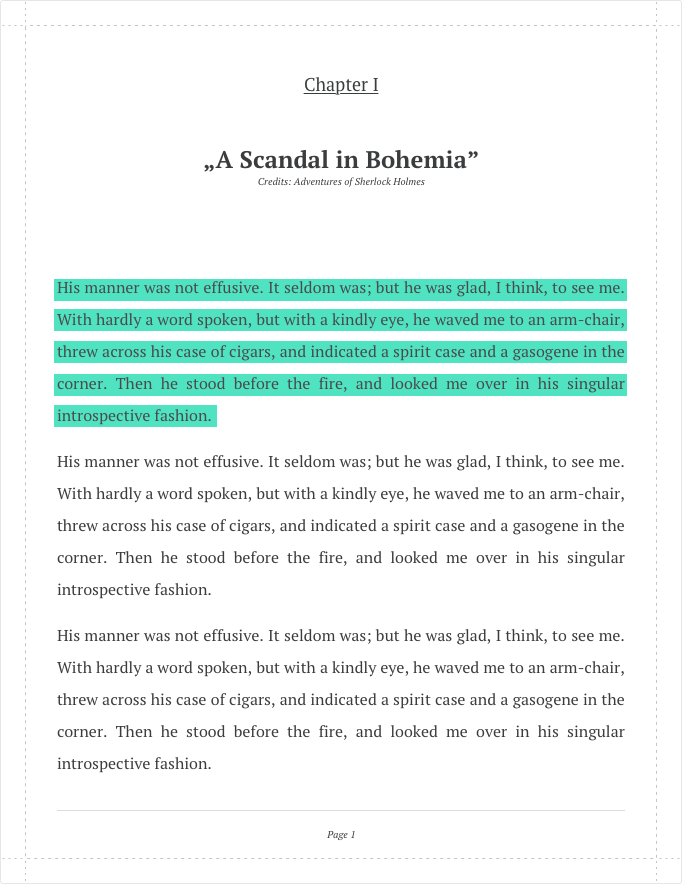 Chapter I
„A Scandal in Bohemia”
Credits: Adventures of Sherlock Holmes
His manner was not effusive. It seldom was; but he was glad, I think, to see me.
With hardly a word spoken, but with a kindly eye, he waved me to an arm-chair,
threw across his case of cigars, and indicated a spirit case and a gasogene in the
corner. Then he stood before the fire, and looked me over in his singular
introspective fashion.
His manner was not effusive. It seldom was; but he was glad, I think, to see me.
With hardly a word spoken, but with a kindly eye, he waved me to an arm-chair,
threw across his case of cigars, and indicated a spirit case and a gasogene in the
corner. Then he stood before the fire, and looked me over in his singular
introspective fashion.
His manner was not effusive. It seldom was; but he was glad, I think, to see me.
With hardly a word spoken, but with a kindly eye, he waved me to an arm-chair,
threw across his case of cigars, and indicated a spirit case and a gasogene in the
corner. Then he stood before the fire, and looked me over in his singular
introspective fashion.
Page 1